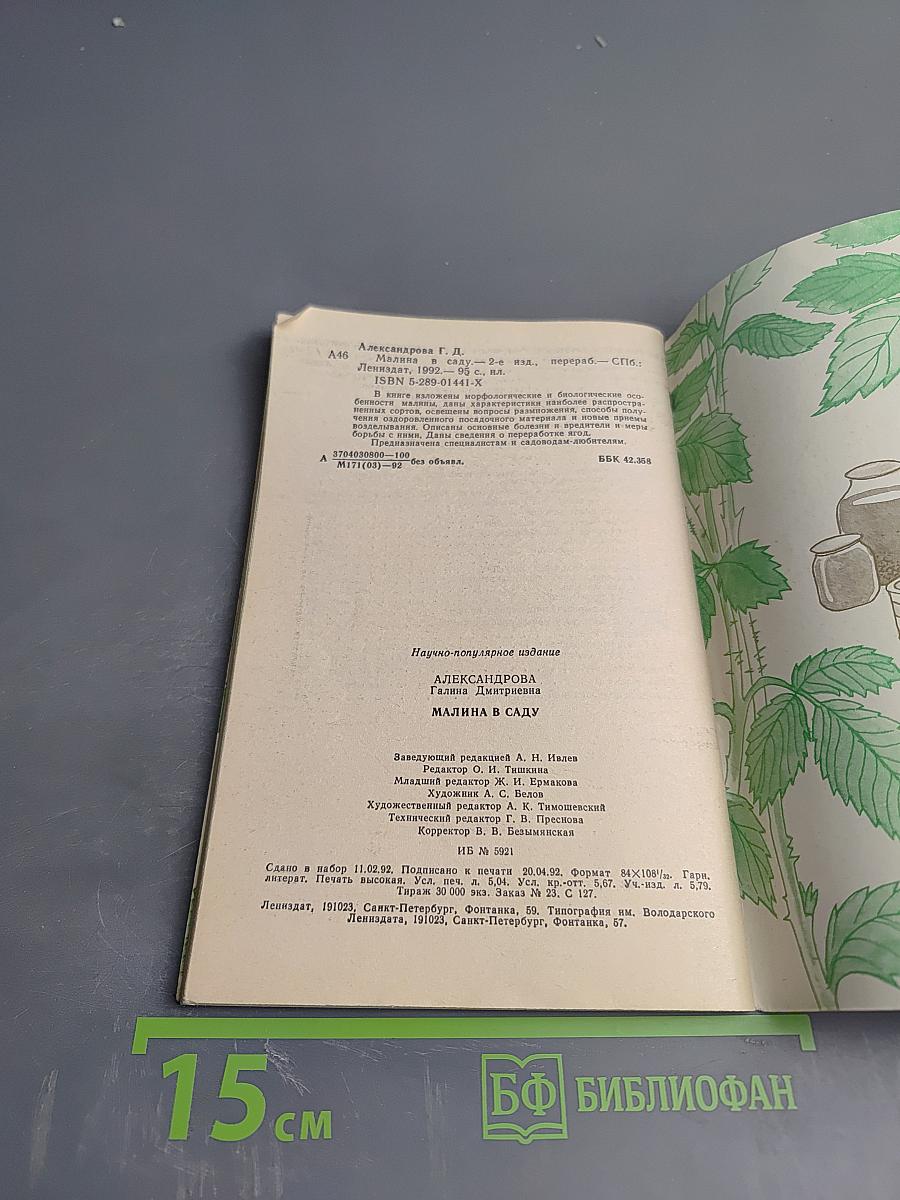 Александрова Г. Д.
А46 Малина в саду.— 2-е изд., перераб.— СПб.:
Лениздат, 1992.— 95 с., ил.
ISBN 5-289-01441-X
В книге изложены морфологические и биологические осо-
бенности малины, даны характеристики наиболее распростра-
ненных сортов, освещены вопросы размножения, способы полу-
чения оздоровленного посадочного материала и новые приемы
возделывания. Описаны основные болезни и вредители и меры
борьбы с ними. Даны сведения о переработке ягод.
Предназначена специалистам и садоводам-любителям.
А 3704030800—100
М171(03)—92 без объявл. ББК 42.358
Научно-популярное издание
АЛЕКСАНДРОВА
Галина Дмитриевна
МАЛИНА В САДУ
Заведующий редакцией А. Н. Ивлев
Редактор О. И. Тишкина
Младший редактор Ж. И. Ермакова
Художник А. С. Белов
Художественный редактор А. К. Тимошевский
Технический редактор Г. В. Преснова
Корректор В. В. Безымянская
ИБ № 5921
Сдано в набор 11.02.92. Подписано к печати 20.04.92. Формат 84×108¹/₃₂. Гарн.
литерат. Печать высокая. Усл. печ. л. 5,04. Усл. кр.-отт. 5,67. Уч.-изд. л. 5,79.
Тираж 30 000 экз. Заказ № 23. С 127.
Лениздат, 191023, Санкт-Петербург, Фонтанка, 59. Типография им. Володарского
Лениздата, 191023, Санкт-Петербург, Фонтанка, 57.
15 см
БФ БИБЛИОФАН